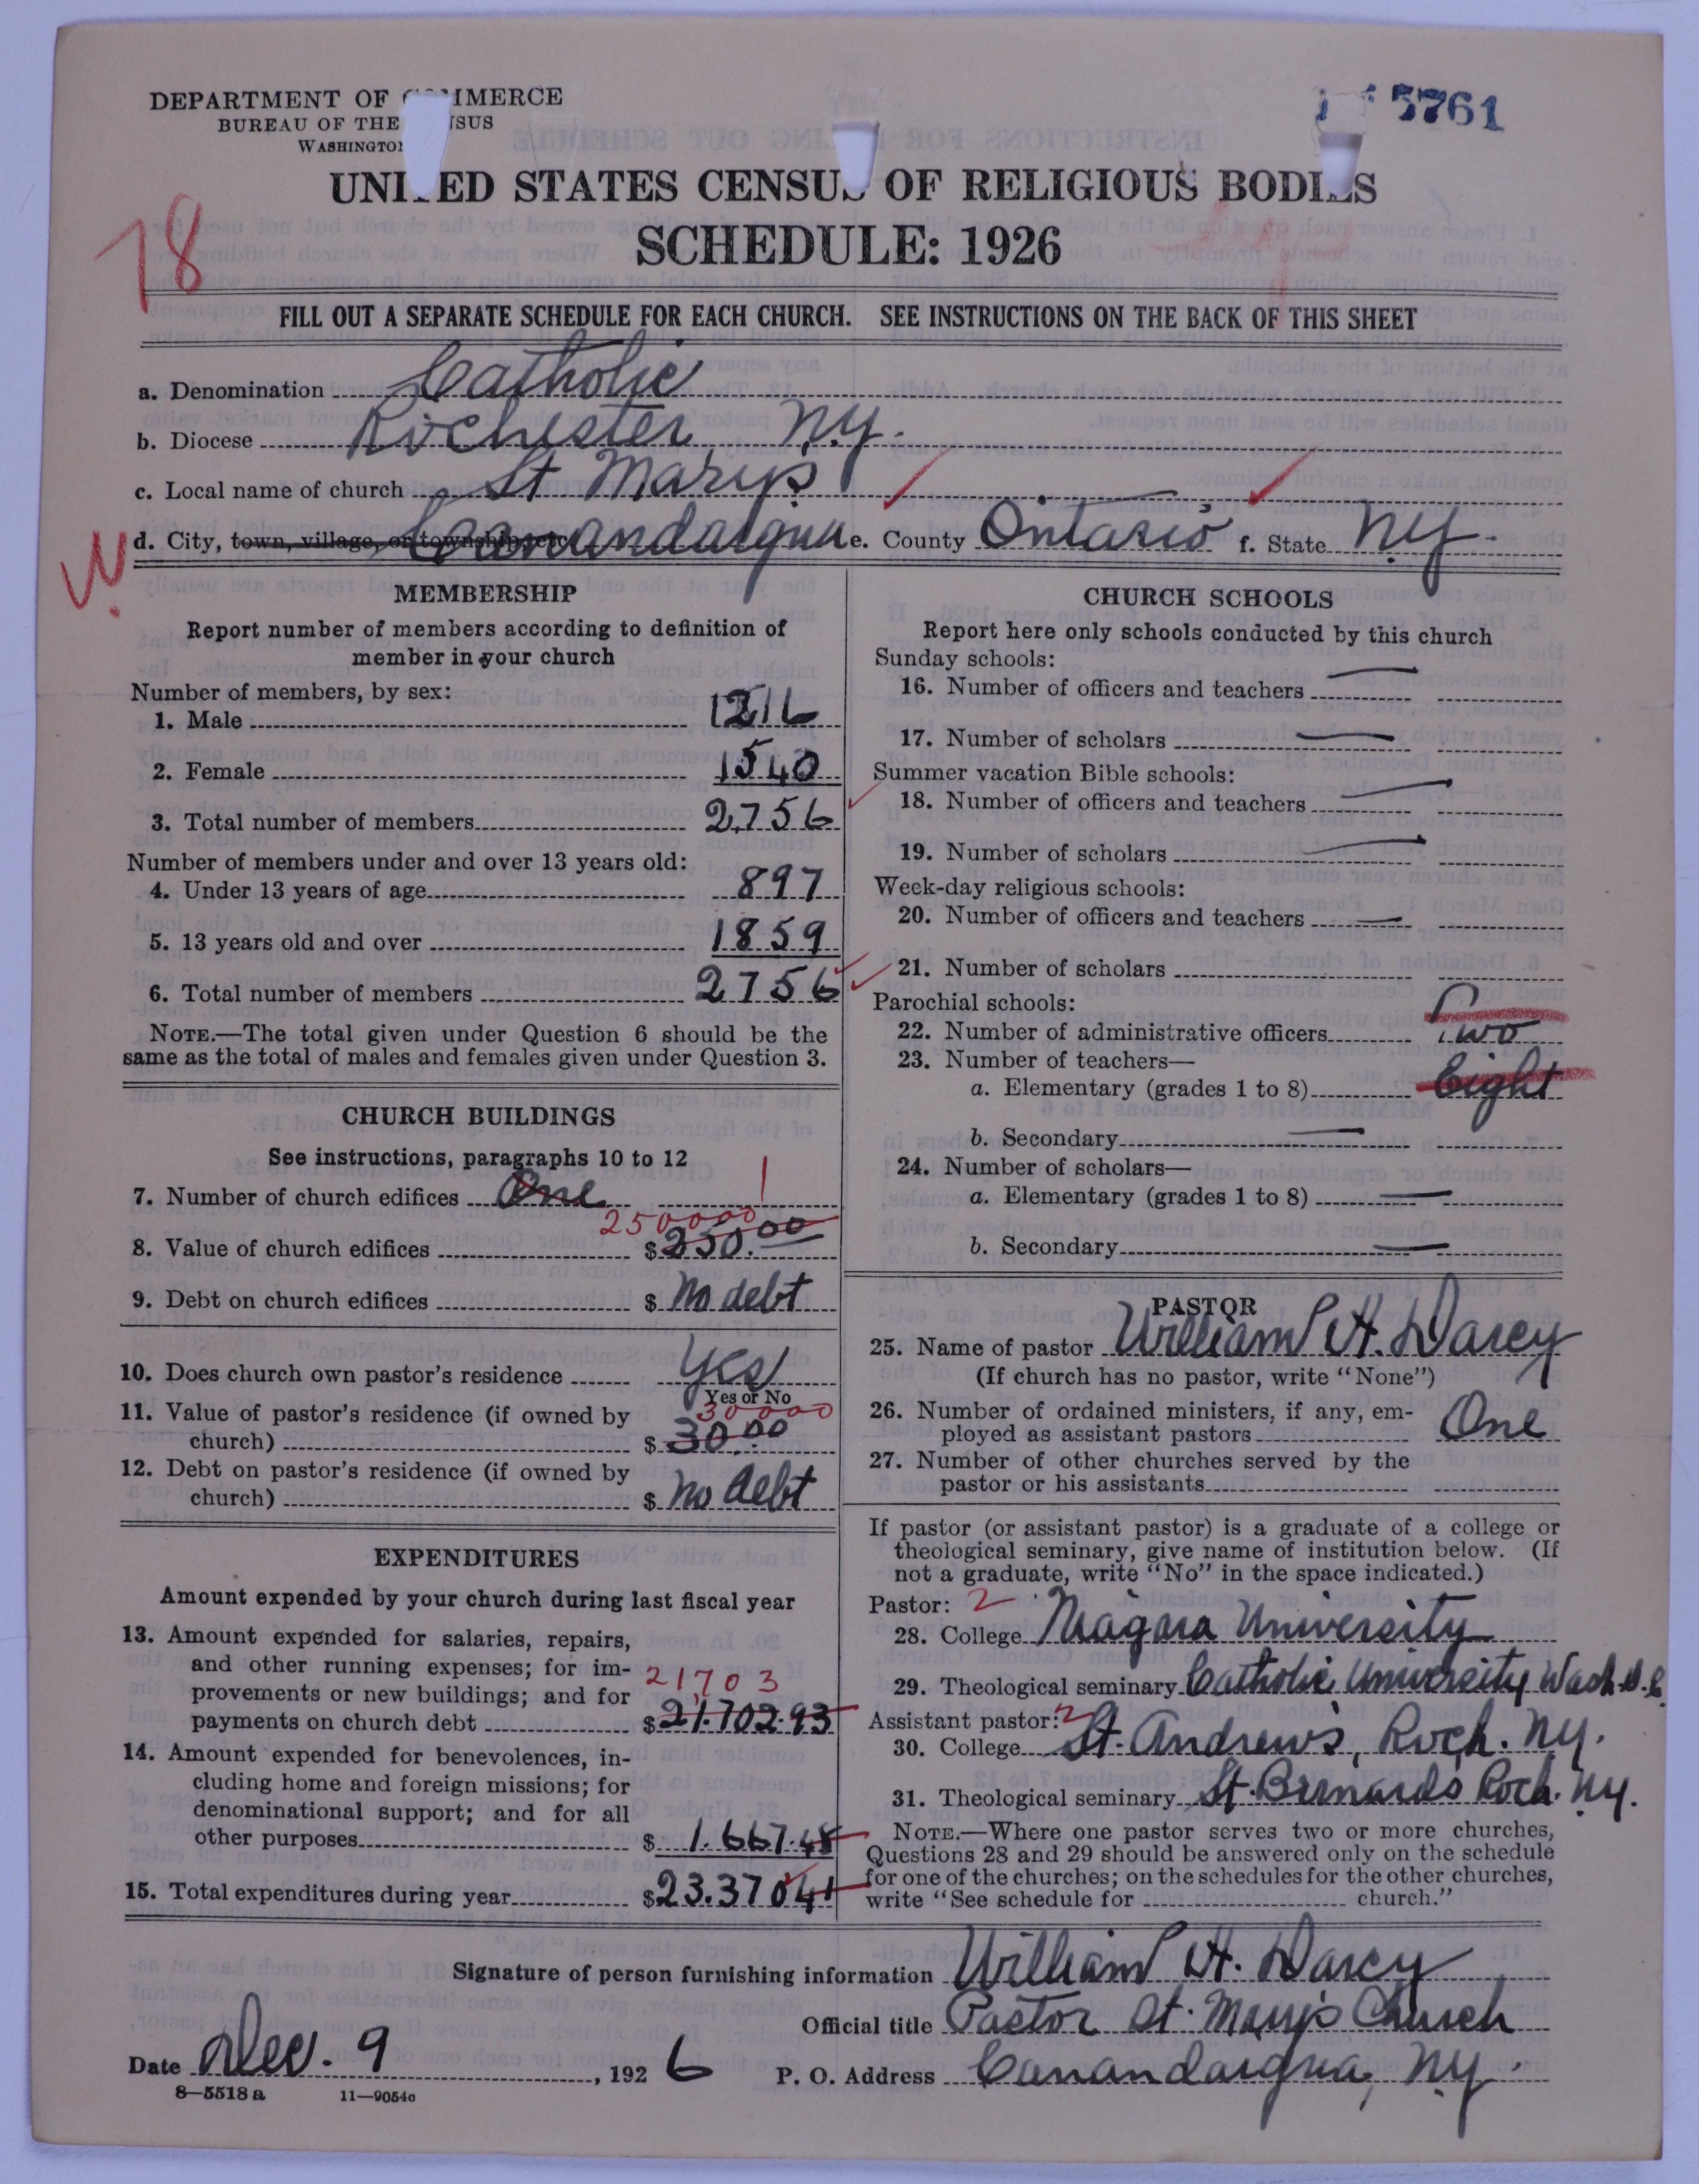 DEPARTMENT OF COMMERCE
BUREAU OF THE CENSUS
WASHINGTON
5761
UNITED STATES CENSUS OF RELIGIOUS BODIES
SCHEDULE: 1926
78
FILL OUT A SEPARATE SCHEDULE FOR EACH CHURCH. SEE INSTRUCTIONS ON THE BACK OF THIS SHEET
a. Denomination Catholic
b. Diocese Rochester, N.Y.
c. Local name of church St Mary's
d. City, town, village, or township, etc. Canandaigua e. County Ontario f. State N.Y.
MEMBERSHIP
Report number of members according to definition of
member in your church
Number of members, by sex:
1. Male 1216
2. Female 1540
3. Total number of members 2756
Number of members under and over 13 years old:
4. Under 13 years of age 897
5. 13 years old and over 1859
6. Total number of members 2756
NOTE.—The total given under Question 6 should be the
same as the total of males and females given under Question 3.
CHURCH BUILDINGS
See instructions, paragraphs 10 to 12
7. Number of church edifices One 1
250000
8. Value of church edifices $250.00
9. Debt on church edifices $ no debt
10. Does church own pastor's residence Yes
Yes or No
11. Value of pastor's residence (if owned by 30000
church) $30.00
12. Debt on pastor's residence (if owned by
church) $ no debt
EXPENDITURES
Amount expended by your church during last fiscal year
13. Amount expended for salaries, repairs,
and other running expenses; for im-
provements or new buildings; and for 21703
payments on church debt $21.702.93
14. Amount expended for benevolences, in-
cluding home and foreign missions; for
denominational support; and for all
other purposes $1.667.48
15. Total expenditures during year $23.370 41
CHURCH SCHOOLS
Report here only schools conducted by this church
Sunday schools:
16. Number of officers and teachers —
17. Number of scholars —
Summer vacation Bible schools:
18. Number of officers and teachers —
19. Number of scholars —
Week-day religious schools:
20. Number of officers and teachers —
21. Number of scholars
Parochial schools:
22. Number of administrative officers Two
23. Number of teachers—
a. Elementary (grades 1 to 8) Eight
b. Secondary —
24. Number of scholars—
a. Elementary (grades 1 to 8) —
b. Secondary —
PASTOR
25. Name of pastor William H. Darcy
(If church has no pastor, write "None")
26. Number of ordained ministers, if any, em-
ployed as assistant pastors One
27. Number of other churches served by the
pastor or his assistants
If pastor (or assistant pastor) is a graduate of a college or
theological seminary, give name of institution below. (If
not a graduate, write "No" in the space indicated.)
Pastor: 2
28. College Niagara University
29. Theological seminary Catholic University Wash. D.C.
Assistant pastor: 2
30. College St. Andrew's, Roch. N.Y.
31. Theological seminary St. Bernard's Roch. N.Y.
NOTE.—Where one pastor serves two or more churches,
Questions 28 and 29 should be answered only on the schedule
for one of the churches; on the schedules for the other churches,
write "See schedule for church."
Signature of person furnishing information William H. Darcy
Official title Pastor St. Mary's Church
Date Dec. 9, 1926 P. O. Address Canandaigua, N.Y.
8—5518a 11—9054c